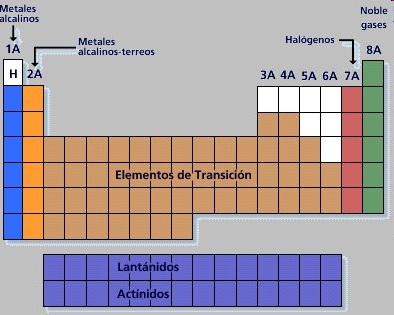 Metales
alcalinos
1A
H
2A
Metales
alcalinos-terreos
Halógenos
Noble
gases
3A 4A 5A 6A 7A 8A
Elementos de Transición
Lantánidos
Actínidos